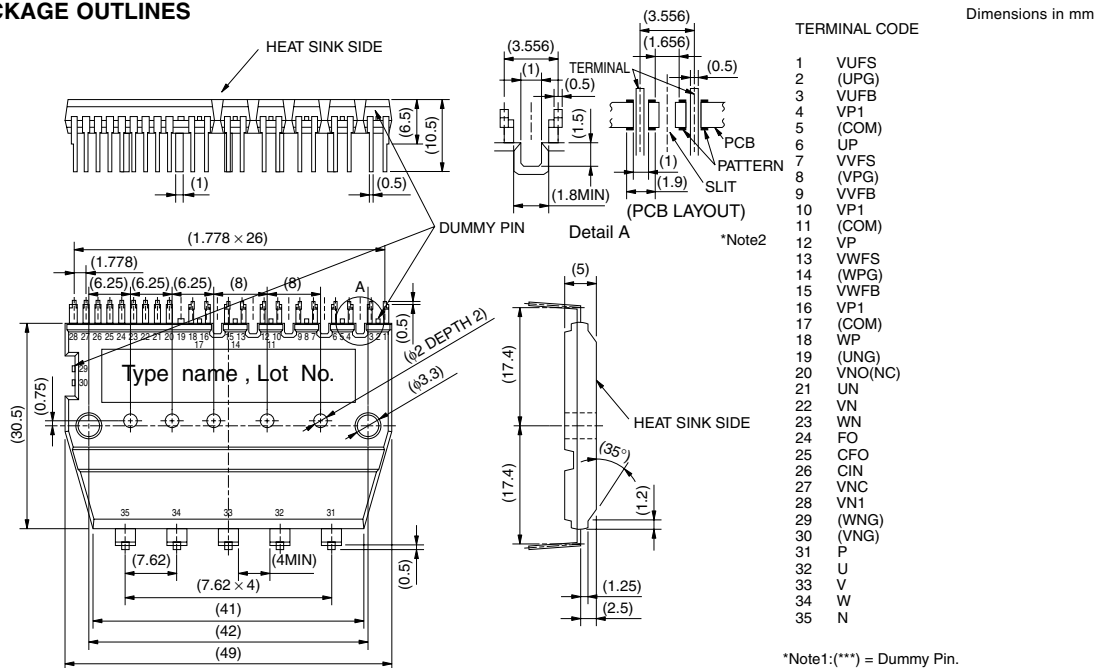 CKAGE OUTLINES
Dimensions in mm
HEAT SINK SIDE
(6.5)
(10.5)
(1)
(0.5)
DUMMY PIN
(3.556)
(1)
(0.5)
(1.5)
(1.8MIN)
Detail A
(3.556)
(1.656)
TERMINAL
(0.5)
PCB
PATTERN
(1)
SLIT
(1.9)
(PCB LAYOUT)
*Note2
(1.778 × 26)
(1.778)
(6.25) (6.25) (6.25) (8) (8)
A
(0.5)
28 27 26 25 24 23 22 21 20 19 18 16 15 13 12 10 9 8 7 6 5 4 3 2 1
17 14 11
29
30
Type name , Lot No.
(φ2 DEPTH 2)
(φ3.3)
(0.75)
(30.5)
35 34 33 32 31
(7.62)
(4MIN)
(0.5)
(7.62 × 4)
(41)
(42)
(49)
(5)
(17.4)
HEAT SINK SIDE
(17.4)
(35°)
(1.2)
(1.25)
(2.5)
TERMINAL CODE
1 VUFS
2 (UPG)
3 VUFB
4 VP1
5 (COM)
6 UP
7 VVFS
8 (VPG)
9 VVFB
10 VP1
11 (COM)
12 VP
13 VWFS
14 (WPG)
15 VWFB
16 VP1
17 (COM)
18 WP
19 (UNG)
20 VNO(NC)
21 UN
22 VN
23 WN
24 FO
25 CFO
26 CIN
27 VNC
28 VN1
29 (WNG)
30 (VNG)
31 P
32 U
33 V
34 W
35 N
*Note1:(***) = Dummy Pin.